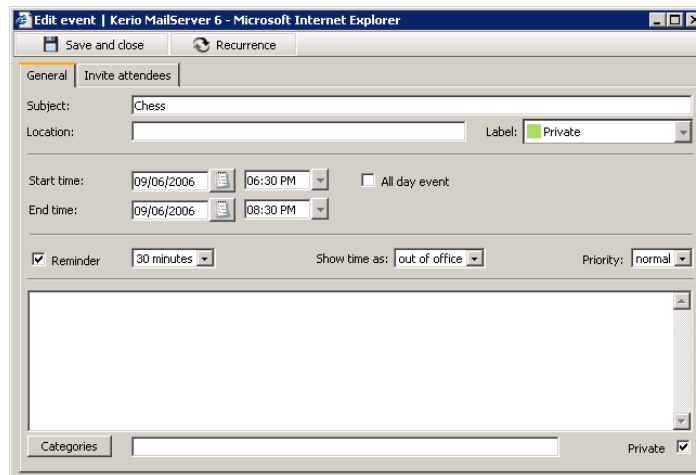 Edit event | Kerio MailServer 6 - Microsoft Internet Explorer
Save and close Recurrence
General Invite attendees
Subject: Chess
Location: Label: Private
Start time: 09/06/2006 06:30 PM All day event
End time: 09/06/2006 08:30 PM
Reminder 30 minutes Show time as: out of office Priority: normal
Categories Private